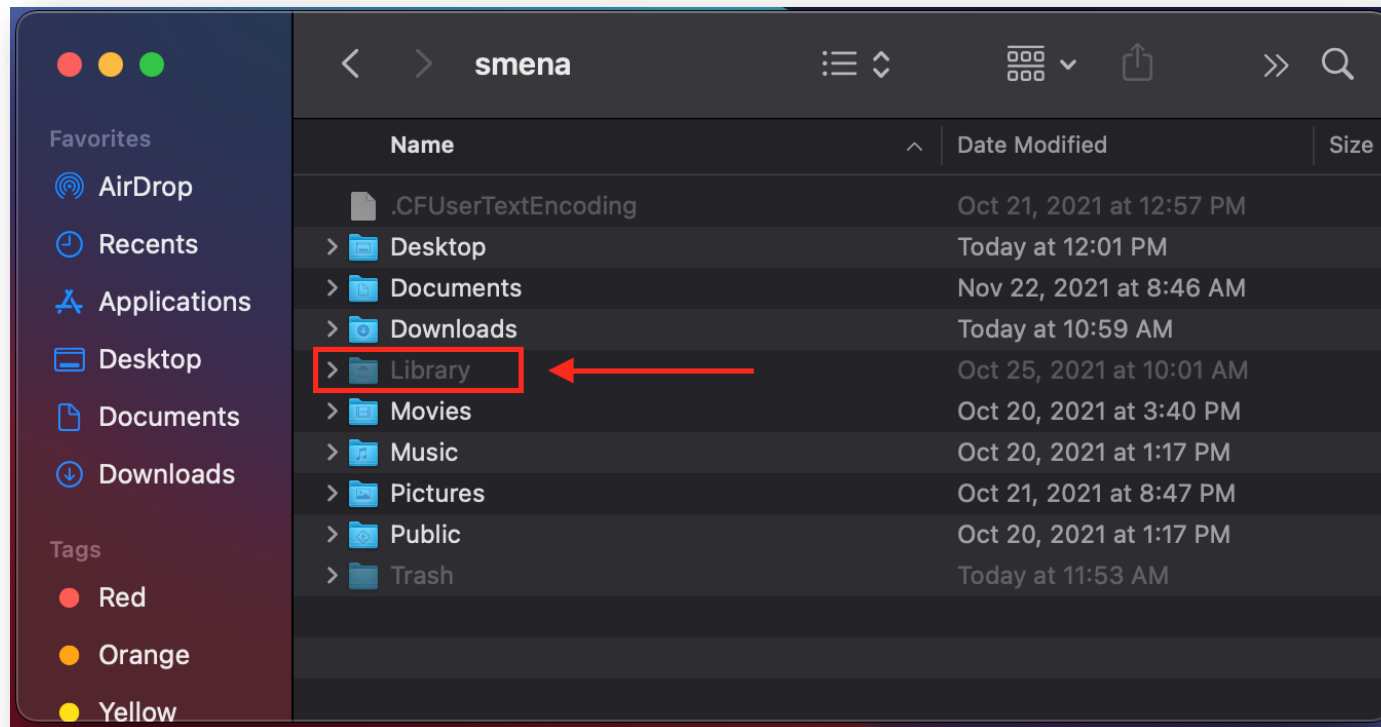 smena
Favorites
AirDrop
Recents
Applications
Desktop
Documents
Downloads
Tags
Red
Orange
Yellow
Name Date Modified Size
.CFUserTextEncoding Oct 21, 2021 at 12:57 PM
Desktop Today at 12:01 PM
Documents Nov 22, 2021 at 8:46 AM
Downloads Today at 10:59 AM
Library Oct 25, 2021 at 10:01 AM
Movies Oct 20, 2021 at 3:40 PM
Music Oct 20, 2021 at 1:17 PM
Pictures Oct 21, 2021 at 8:47 PM
Public Oct 20, 2021 at 1:17 PM
Trash Today at 11:53 AM